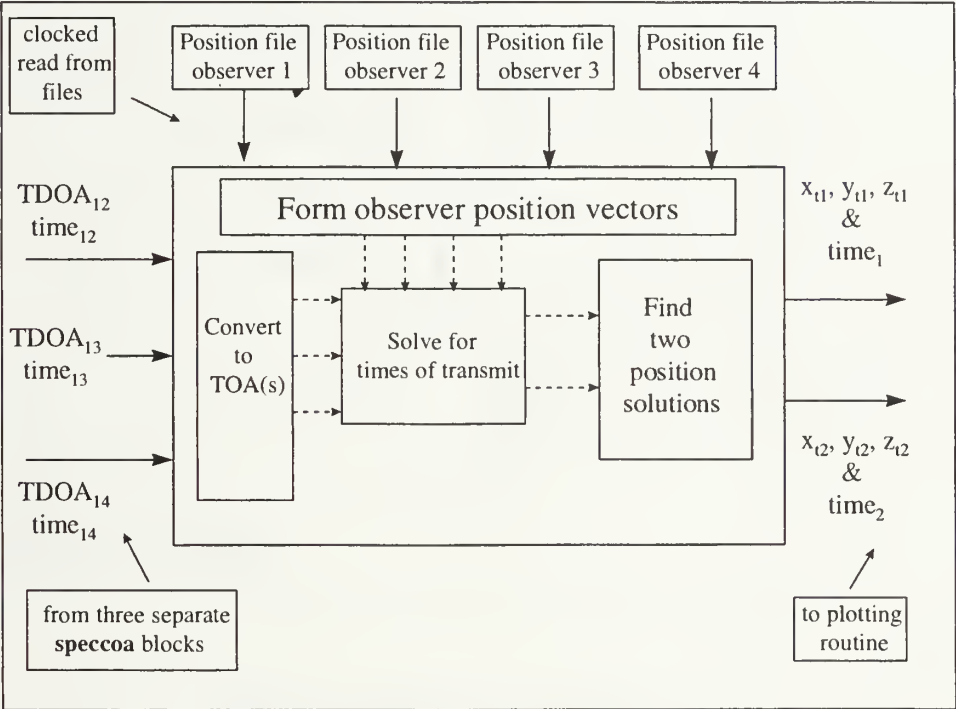 clocked
read from
files
Position file
observer 1
Position file
observer 2
Position file
observer 3
Position file
observer 4
TDOA₁₂
time₁₂
TDOA₁₃
time₁₃
TDOA₁₄
time₁₄
Form observer position vectors
Convert
to
TOA(s)
Solve for
times of transmit
Find
two
position
solutions
xₜ₁, yₜ₁, zₜ₁
&
time₁
xₜ₂, yₜ₂, zₜ₂
&
time₂
from three separate
speccoa blocks
to plotting
routine